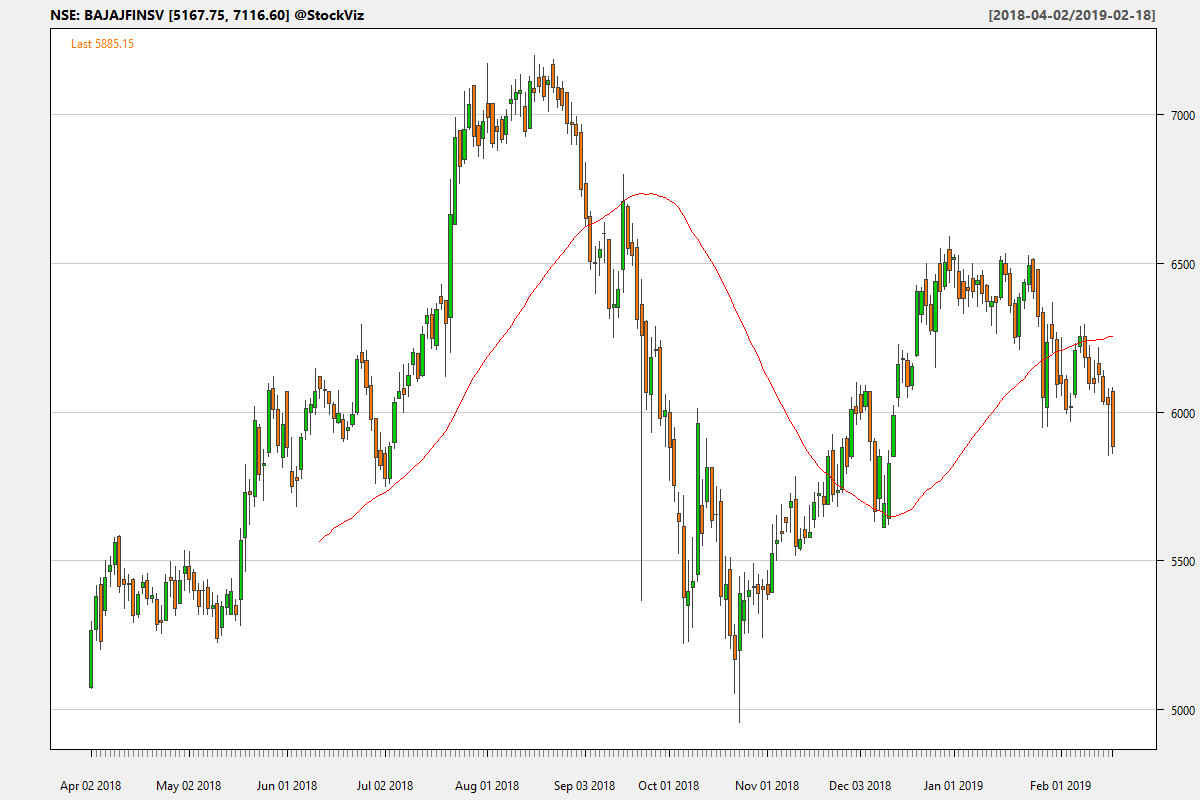 NSE: BAJAJFINSV [5167.75, 7116.60] @StockViz
[2018-04-02/2019-02-18]
Last 5885.15
7000
6500
6000
5500
5000
Apr 02 2018
May 02 2018
Jun 01 2018
Jul 02 2018
Aug 01 2018
Sep 03 2018
Oct 01 2018
Nov 01 2018
Dec 03 2018
Jan 01 2019
Feb 01 2019